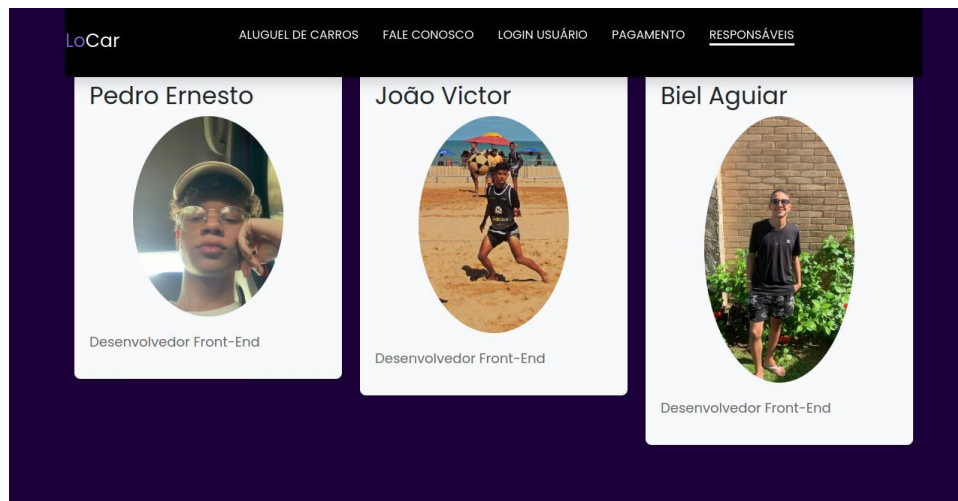 LoCar
ALUGUEL DE CARROS FALE CONOSCO LOGIN USUÁRIO PAGAMENTO RESPONSÁVEIS
Pedro Ernesto
Desenvolvedor Front-End
João Victor
Desenvolvedor Front-End
Biel Aguiar
Desenvolvedor Front-End